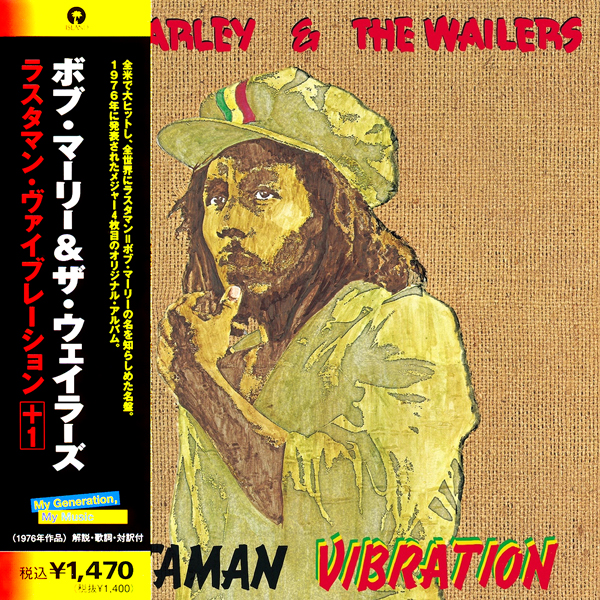 ISLAND
ARLEY & THE WAILERS
ボブ・マーリー&ザ・ウェイラーズ
ラスタマン・ヴァイブレーション+1
全米で大ヒットし、全世界にラスタマン=ボブ・マーリーの名を知らしめた名盤。
1976年に発表されたメジャー4枚目のオリジナル・アルバム。
My Generation,
My Music
(1976年作品) 解説・歌詞・対訳付
税込¥1,470
(税抜¥1,400)
TAMAN VIBRATION